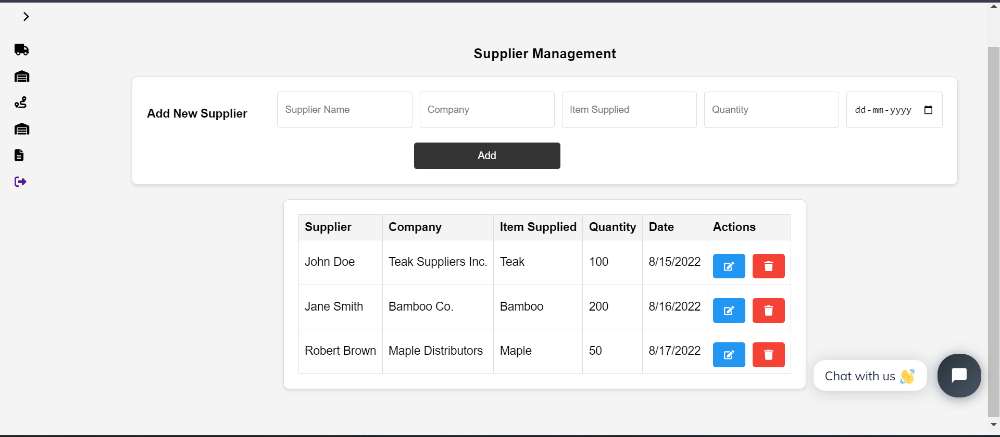 Supplier Management
Add New Supplier
Supplier Name
Company
Item Supplied
Quantity
dd-mm-yyyy
Add
Supplier Company Item Supplied Quantity Date Actions
John Doe Teak Suppliers Inc. Teak 100 8/15/2022
Jane Smith Bamboo Co. Bamboo 200 8/16/2022
Robert Brown Maple Distributors Maple 50 8/17/2022
Chat with us 👋